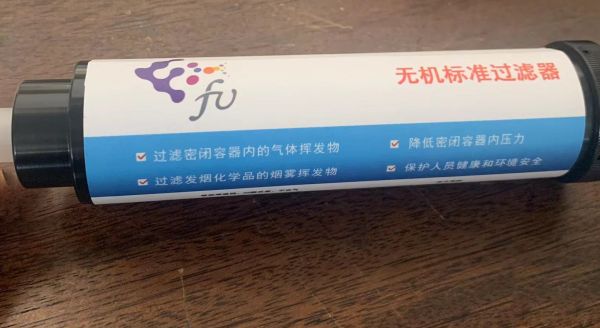 fu
无机标准过滤器
过滤密闭容器内的气体挥发物
降低密闭容器内压力
过滤发烟化学品的烟雾挥发物
保护人员健康和环境安全